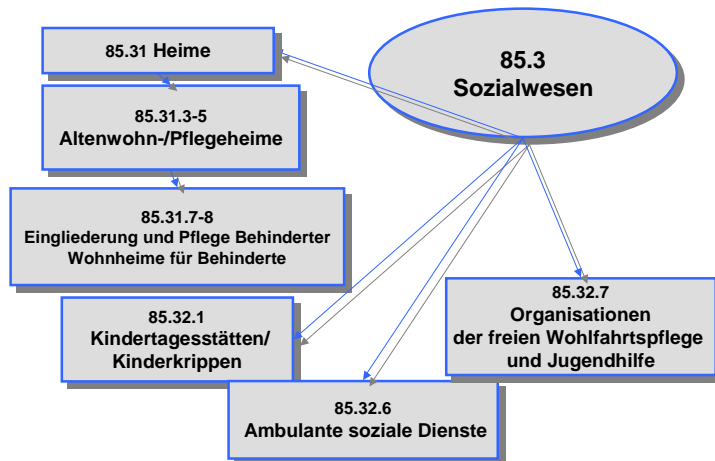 85.31 Heime
85.3
Sozialwesen
85.31.3-5
Altenwohn-/Pflegeheime
85.31.7-8
Eingliederung und Pflege Behinderter
Wohnheime für Behinderte
85.32.1
Kindertagesstätten/
Kinderkrippen
85.32.7
Organisationen
der freien Wohlfahrtspflege
und Jugendhilfe
85.32.6
Ambulante soziale Dienste